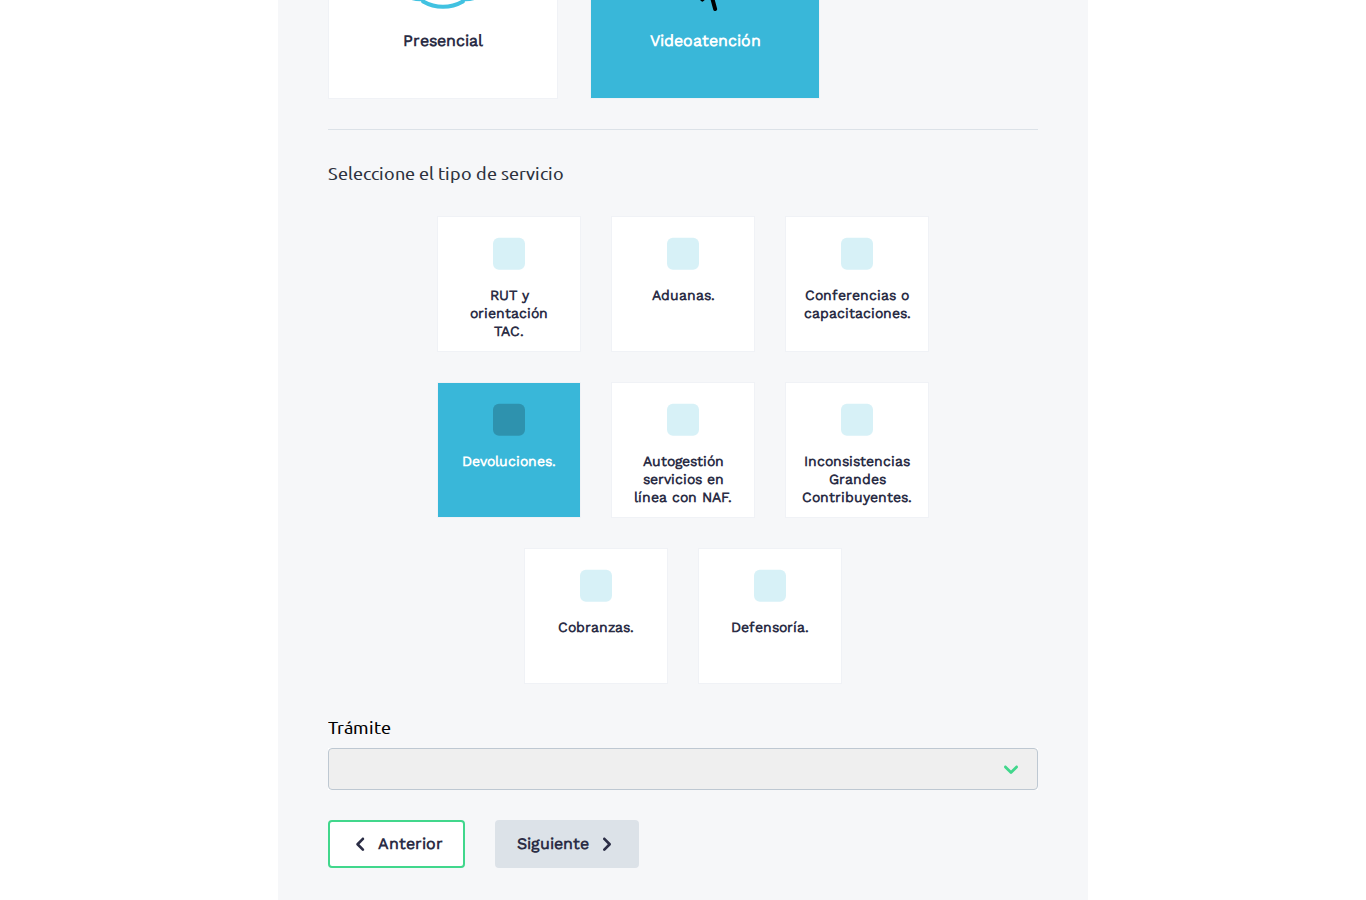 Presencial
Videoatención
Seleccione el tipo de servicio
RUT y
orientación
TAC.
Aduanas.
Conferencias o
capacitaciones.
Devoluciones.
Autogestión
servicios en
línea con NAF.
Inconsistencias
Grandes
Contribuyentes.
Cobranzas.
Defensoría.
Trámite
Anterior
Siguiente